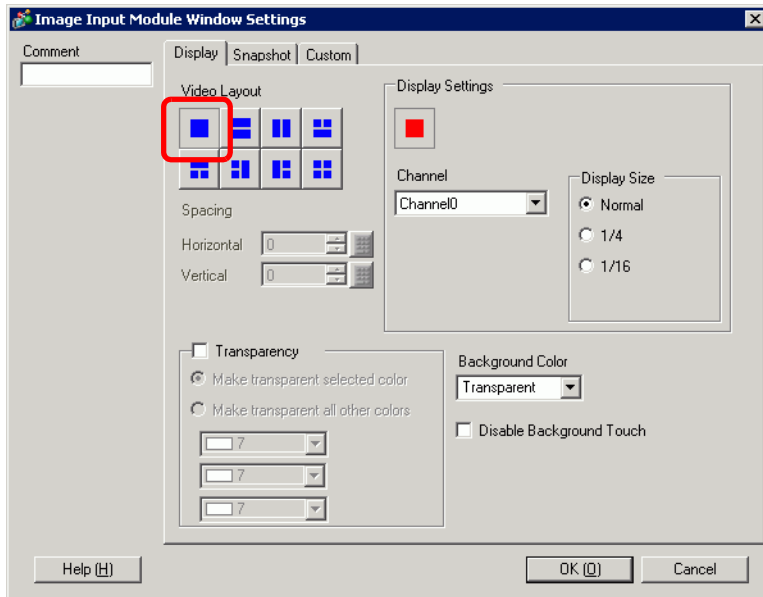 Image Input Module Window Settings
Comment
Display Snapshot Custom
Video Layout
Display Settings
Channel
Channel0
Display Size
Normal
1/4
1/16
Spacing
Horizontal 0
Vertical 0
Transparency
Make transparent selected color
Make transparent all other colors
7
7
7
Background Color
Transparent
Disable Background Touch
Help (H)
OK (O)
Cancel